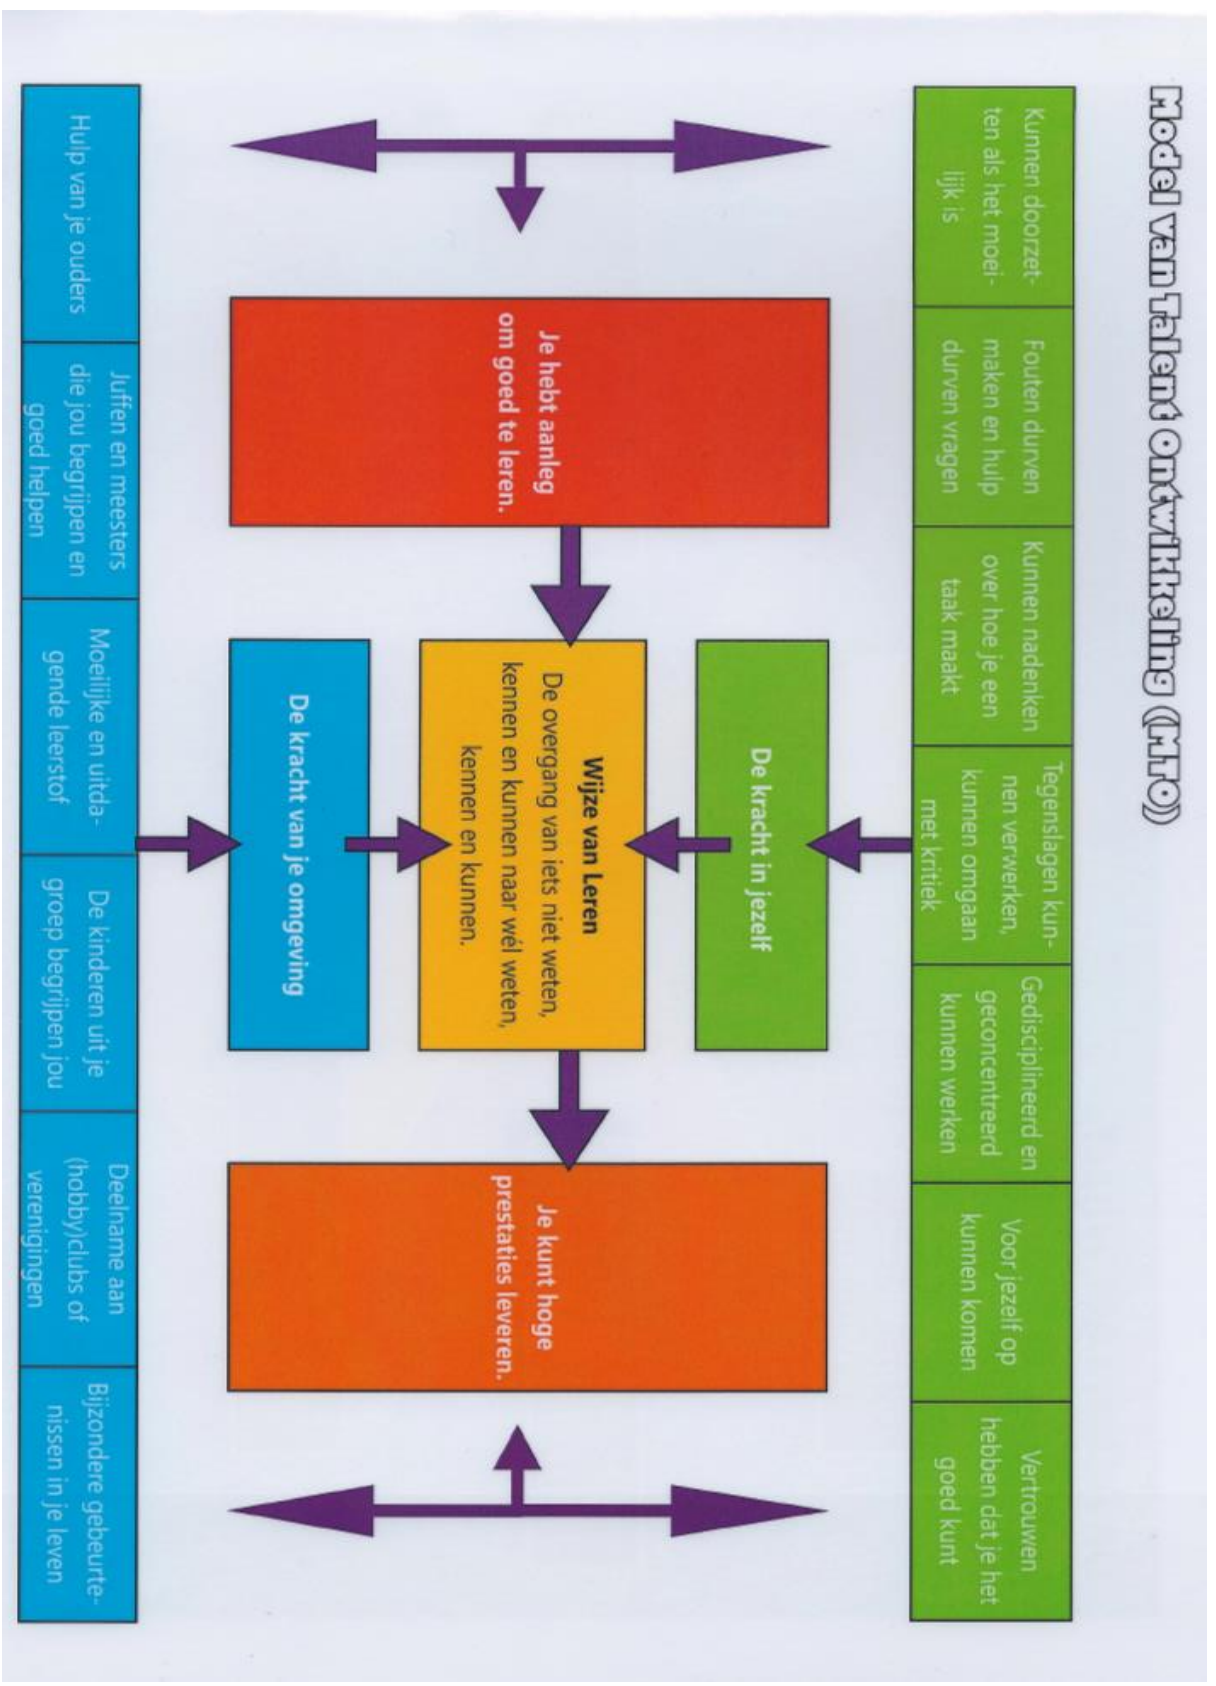 Model van Talent Ontwikkeling (MTO)
Kunnen doorzet-
ten als het moei-
lijk is
Fouten durven
maken en hulp
durven vragen
Kunnen nadenken
over hoe je een
taak maakt
Tegenslagen kun-
nen verwerken,
kunnen omgaan
met kritiek
Gedisciplineerd en
geconcentreerd
kunnen werken
Voor jezelf op
kunnen komen
Vertrouwen
hebben dat je het
goed kunt
De kracht in jezelf
Je hebt aanleg
om goed te leren.
Wijze van Leren
De overgang van iets niet weten,
kennen en kunnen naar wél weten,
kennen en kunnen.
Je kunt hoge
prestaties leveren.
De kracht van je omgeving
Hulp van je ouders
Juffen en meesters
die jou begrijpen en
goed helpen
Moeilijke en uitda-
gende leerstof
De kinderen uit je
groep begrijpen jou
Deelname aan
(hobby)clubs of
verenigingen
Bijzondere gebeurte-
nissen in je leven